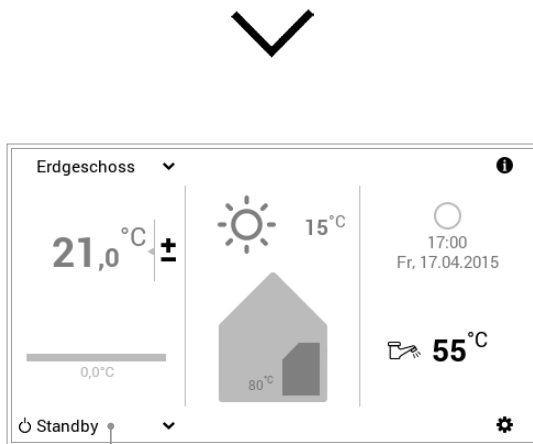 Erdgeschoss
21,0 °C ±
0,0°C
15°C
80°C
17:00
Fr, 17.04.2015
55°C
Standby